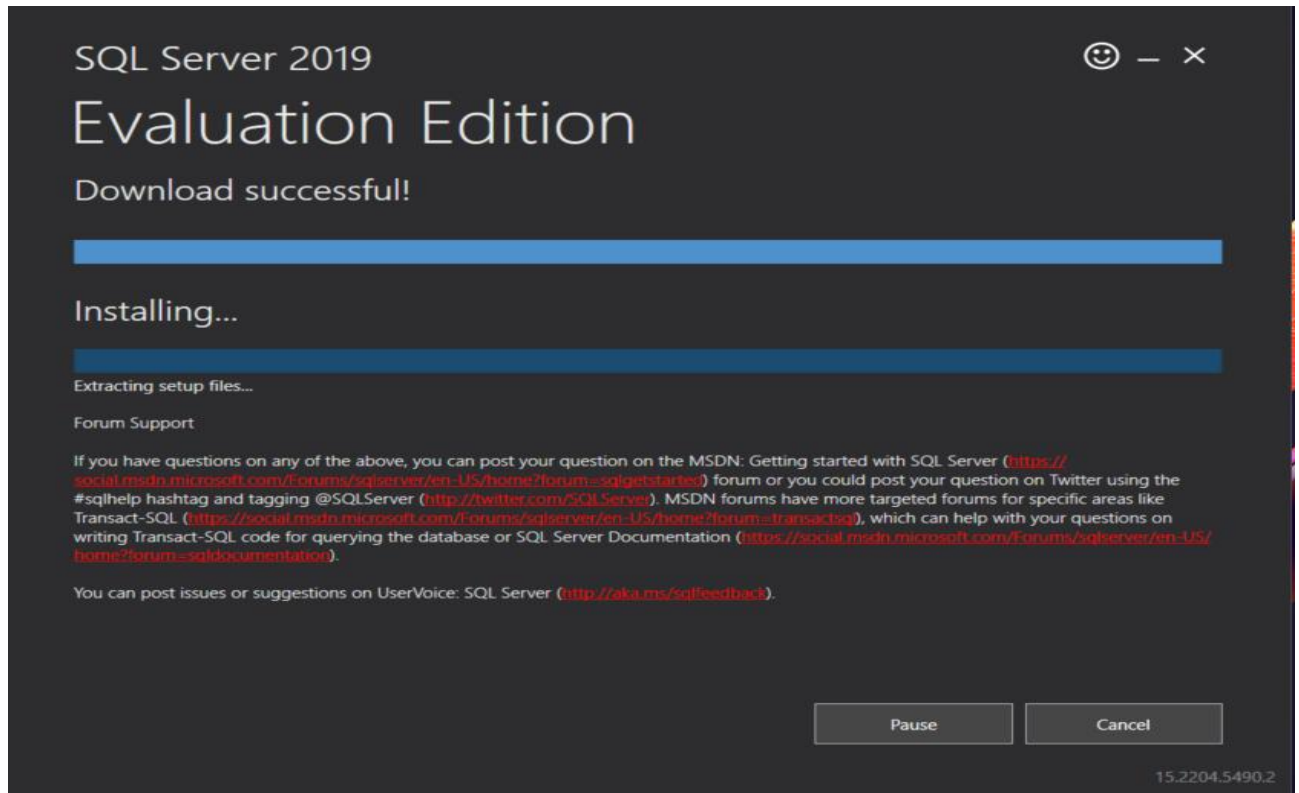 SQL Server 2019
Evaluation Edition
Download successful!
Installing...
Extracting setup files...
Forum Support
If you have questions on any of the above, you can post your question on the MSDN: Getting started with SQL Server (https://
social.msdn.microsoft.com/Forums/sqlserver/en-US/home?forum=sqlgetstarted) forum or you could post your question on Twitter using the
#sqlhelp hashtag and tagging @SQLServer (http://twitter.com/SQLServer). MSDN forums have more targeted forums for specific areas like
Transact-SQL (https://social.msdn.microsoft.com/Forums/sqlserver/en-US/home?forum=transactsql), which can help with your questions on
writing Transact-SQL code for querying the database or SQL Server Documentation (https://social.msdn.microsoft.com/Forums/sqlserver/en-US/
home?forum=sqldocumentation).
You can post issues or suggestions on UserVoice: SQL Server (http://aka.ms/sqlfeedback).
Pause
Cancel
15.2204.5490.2